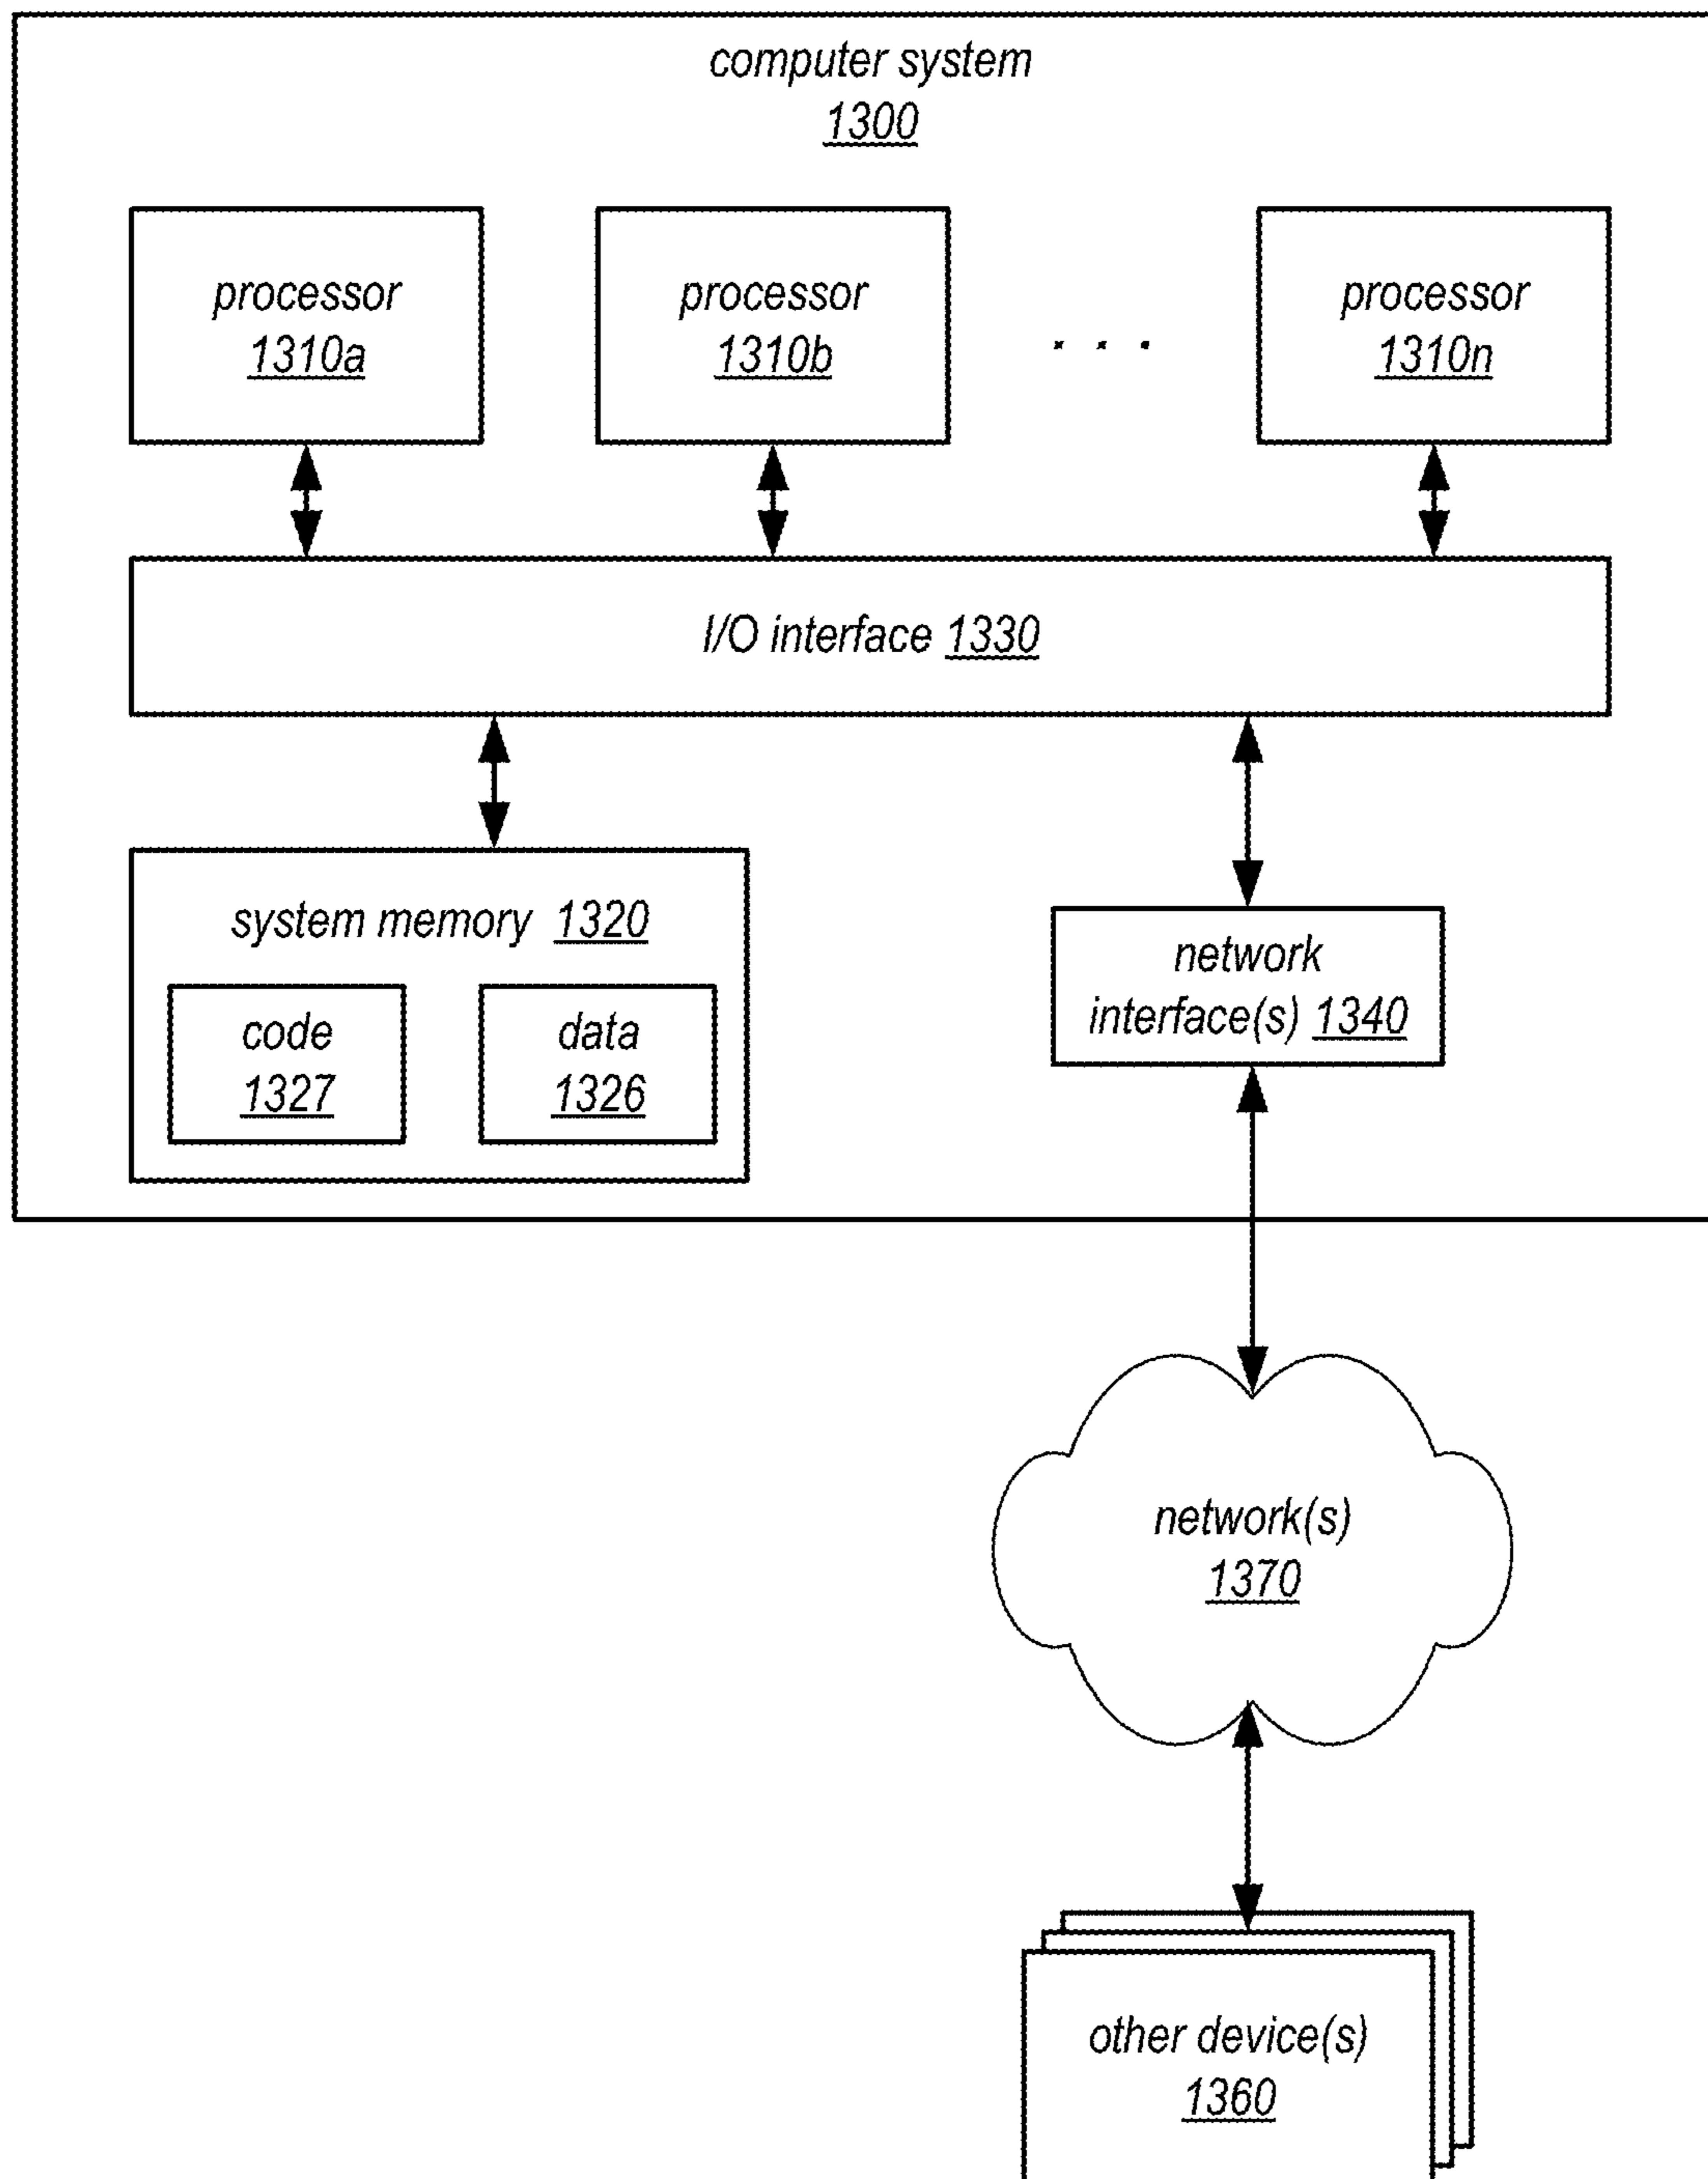 computer system
1300
processor
1310a
processor
1310b
. . .
processor
1310n
I/O interface 1330
system memory 1320
code
1327
data
1326
network
interface(s) 1340
network(s)
1370
other device(s)
1360